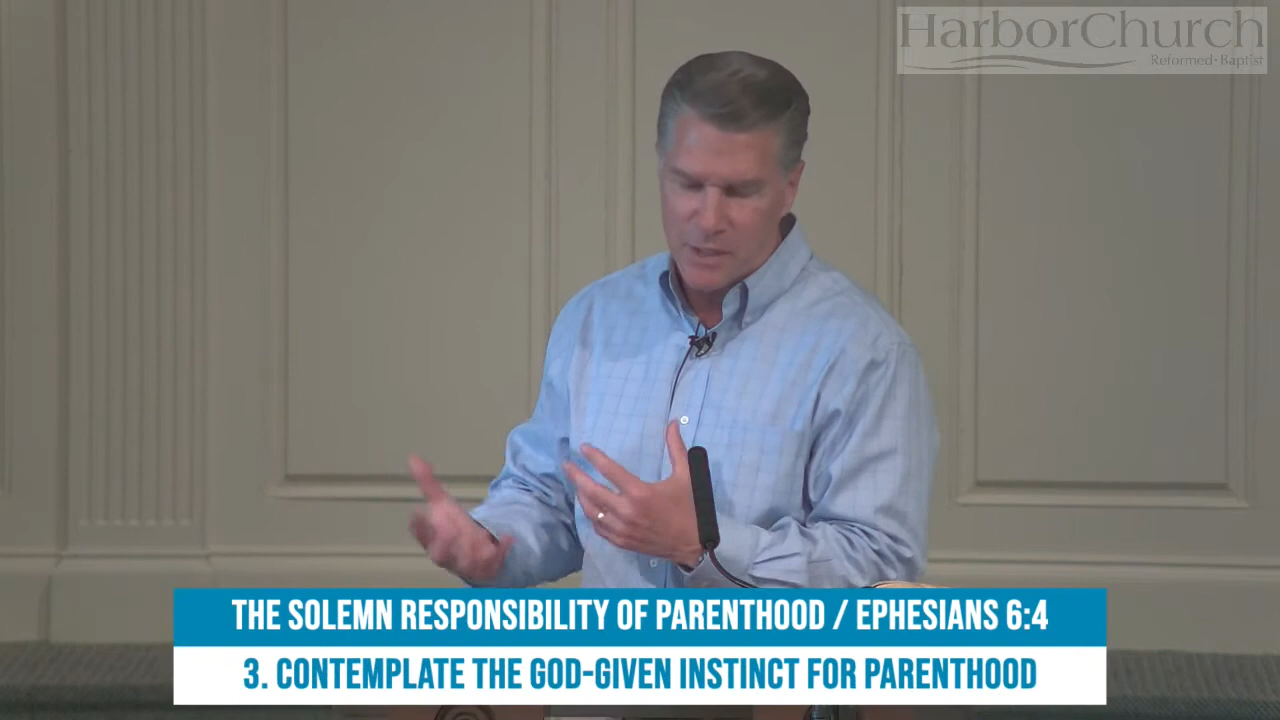 HarborChurch
Reformed·Baptist
THE SOLEMN RESPONSIBILITY OF PARENTHOOD / EPHESIANS 6:4
3. CONTEMPLATE THE GOD-GIVEN INSTINCT FOR PARENTHOOD